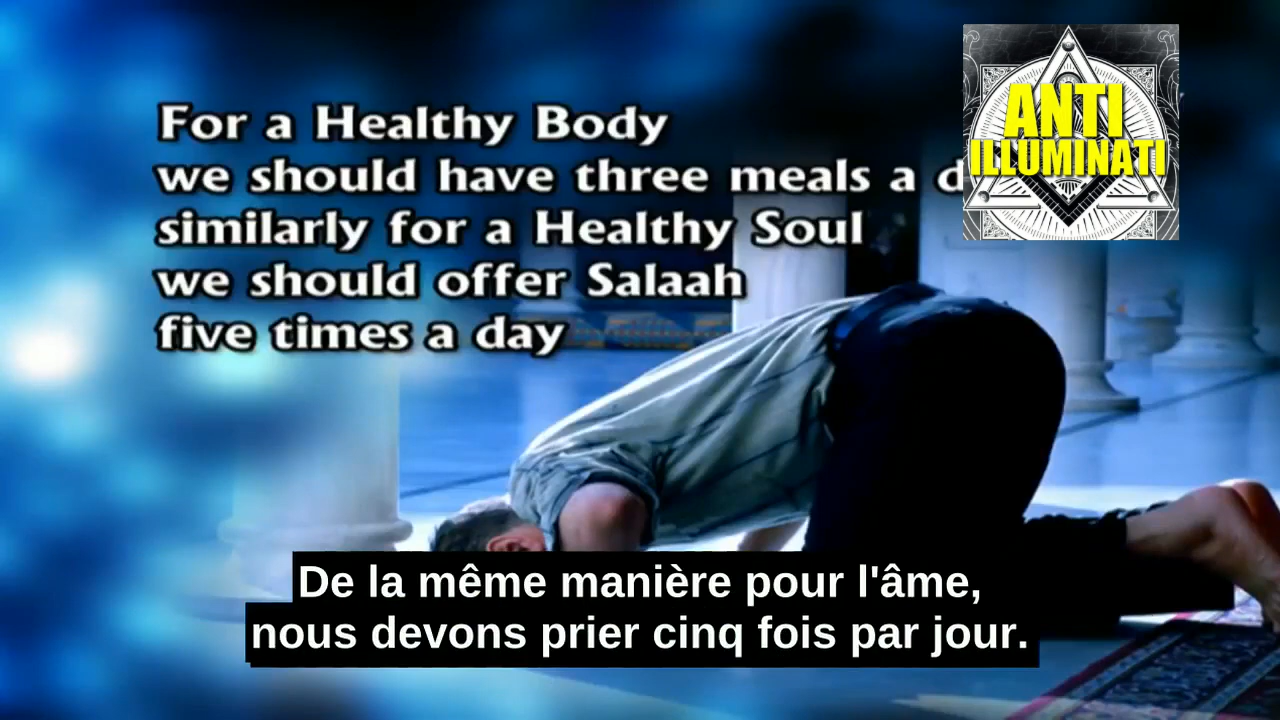 For a Healthy Body
we should have three meals a
similarly for a Healthy Soul
we should offer Salaah
five times a day
ANTI
ILLUMINATI
De la même manière pour l'âme,
nous devons prier cinq fois par jour.